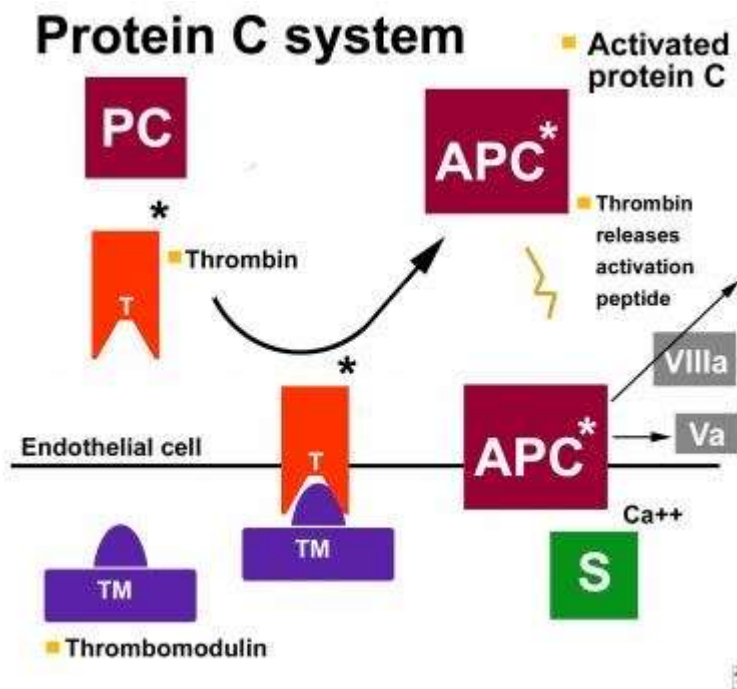 Protein C system
Activated
protein C
PC
APC*
*
Thrombin
T
Thrombin
releases
activation
peptide
*
VIIIa
Va
Endothelial cell
T
APC*
TM
Ca++
S
TM
Thrombomodulin